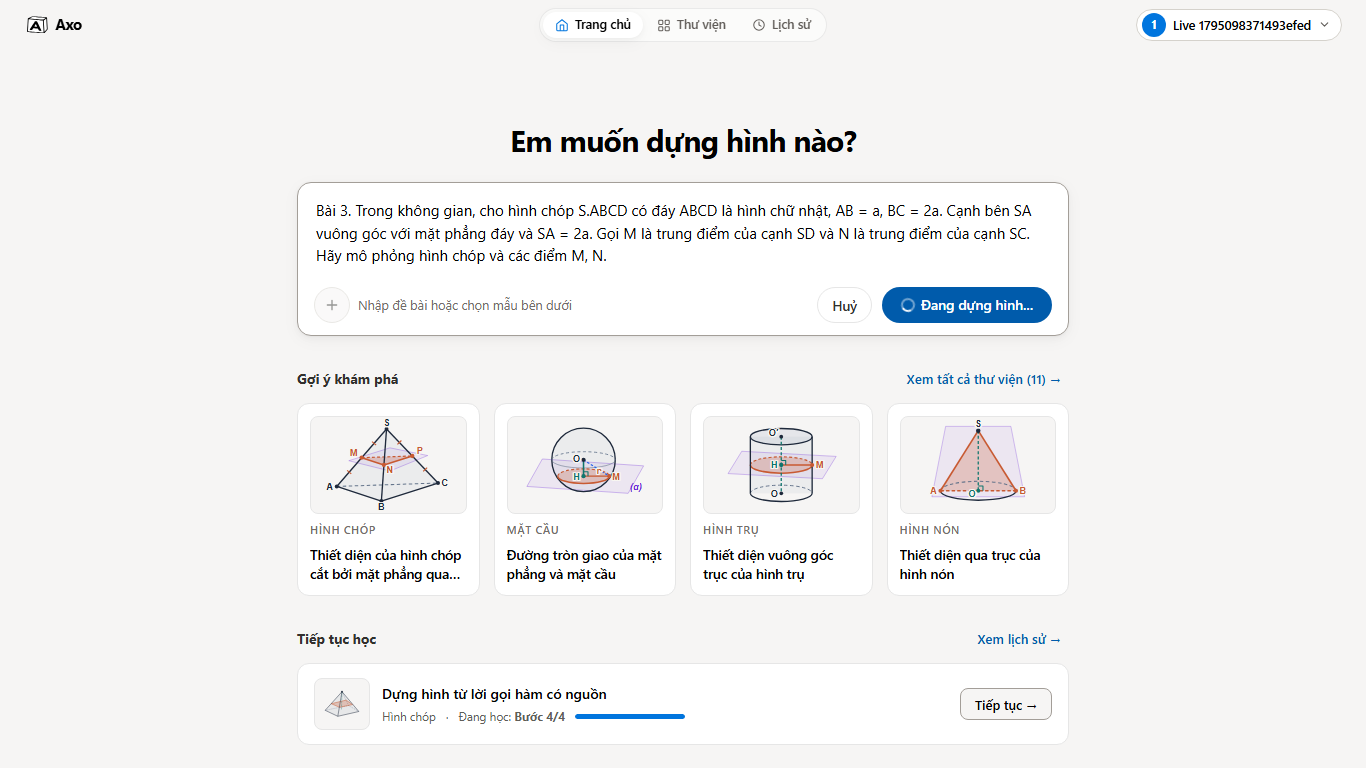 A Axo
Trang chủ
Thư viện
Lịch sử
1 Live 1795098371493efed
Em muốn dựng hình nào?
Bài 3. Trong không gian, cho hình chóp S.ABCD có đáy ABCD là hình chữ nhật, AB = a, BC = 2a. Cạnh bên SA
vuông góc với mặt phẳng đáy và SA = 2a. Gọi M là trung điểm của cạnh SD và N là trung điểm của cạnh SC.
Hãy mô phỏng hình chóp và các điểm M, N.
+ Nhập đề bài hoặc chọn mẫu bên dưới
Huỷ
Đang dựng hình...
Gợi ý khám phá
Xem tất cả thư viện (11) →
S
M
P
N
A
C
B
HÌNH CHÓP
Thiết diện của hình chóp
cắt bởi mặt phẳng qua...
O
r
H
M
(α)
MẶT CẦU
Đường tròn giao của mặt
phẳng và mặt cầu
O'
H
M
O
HÌNH TRỤ
Thiết diện vuông góc
trục của hình trụ
S
A
O
B
HÌNH NÓN
Thiết diện qua trục của
hình nón
Tiếp tục học
Xem lịch sử →
Dựng hình từ lời gọi hàm có nguồn
Hình chóp · Đang học: Bước 4/4
Tiếp tục →